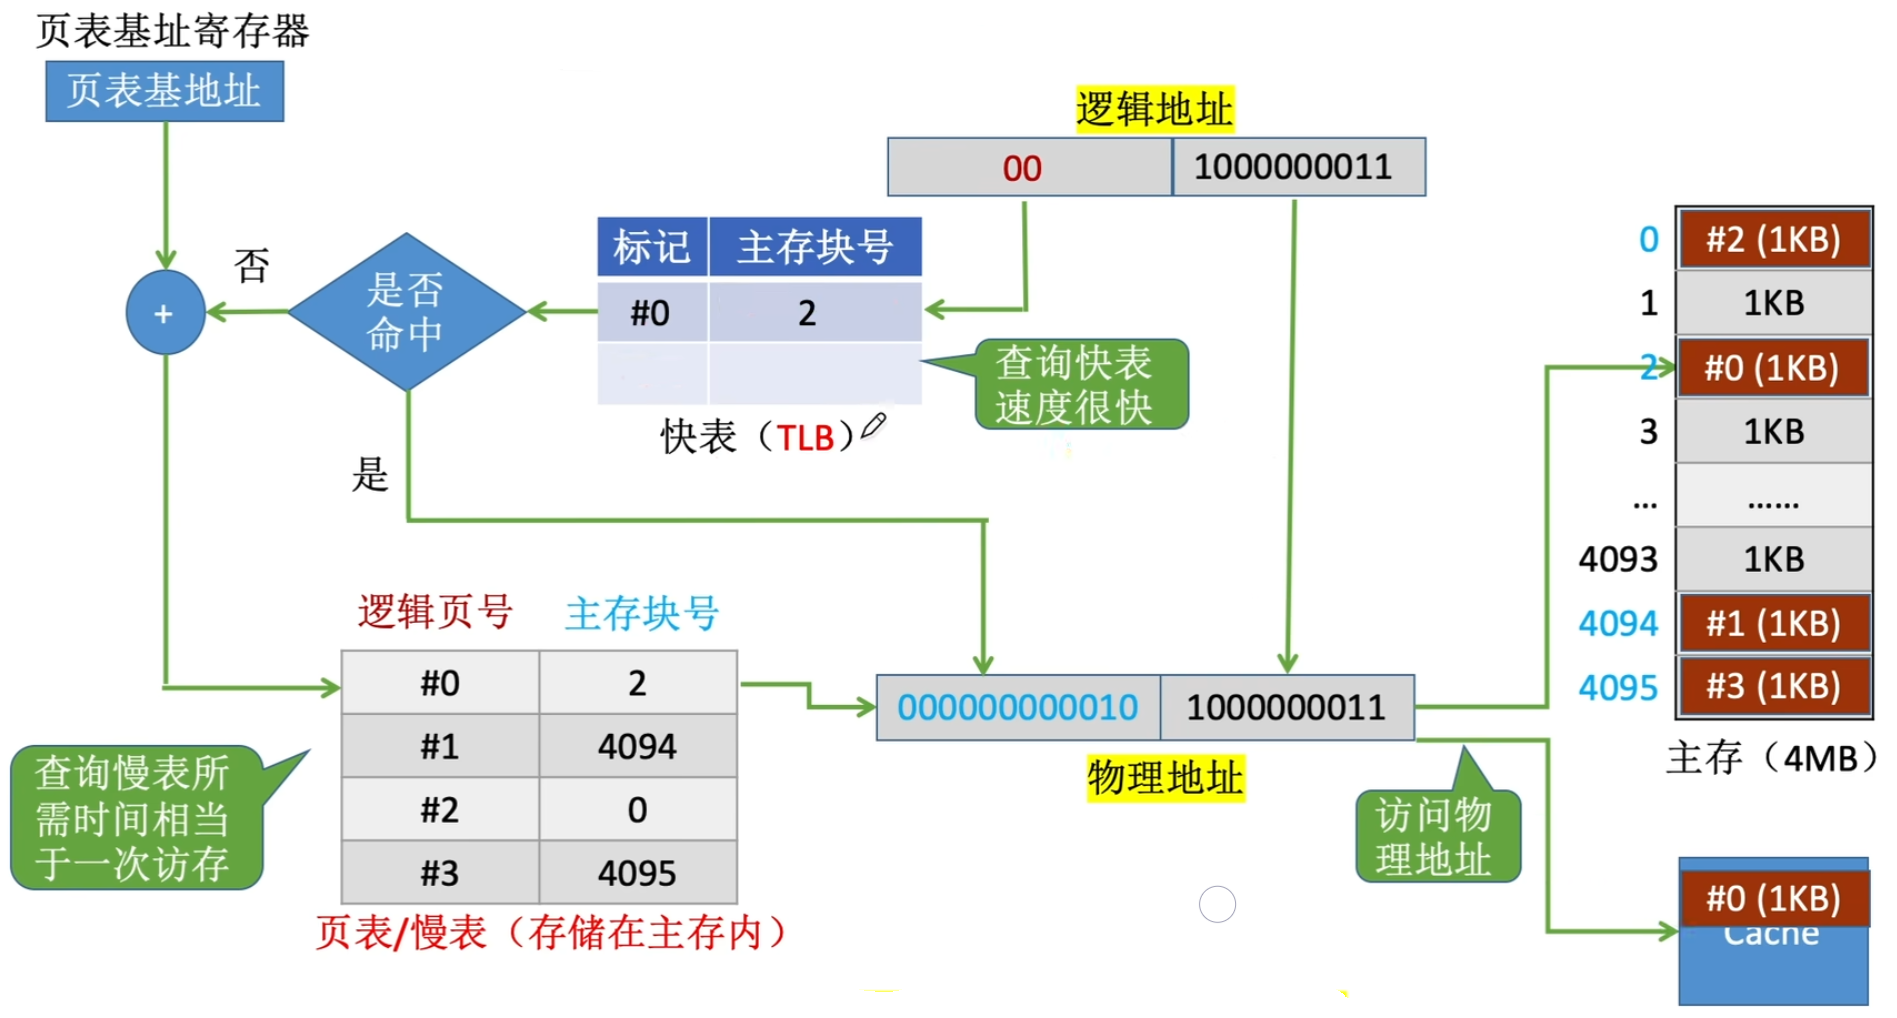 页表基址寄存器
页表基地址
逻辑地址
00 1000000011
标记 主存块号
#0 2
快表（TLB）
查询快表
速度很快
是否
命中
否
+
是
逻辑页号 主存块号
#0 2
#1 4094
#2 0
#3 4095
页表/慢表（存储在主存内）
查询慢表所
需时间相当
于一次访存
000000000010 1000000011
物理地址
访问物
理地址
0 #2 (1KB)
1 1KB
2 #0 (1KB)
3 1KB
... ......
4093 1KB
4094 #1 (1KB)
4095 #3 (1KB)
主存（4MB）
#0 (1KB)
Cache